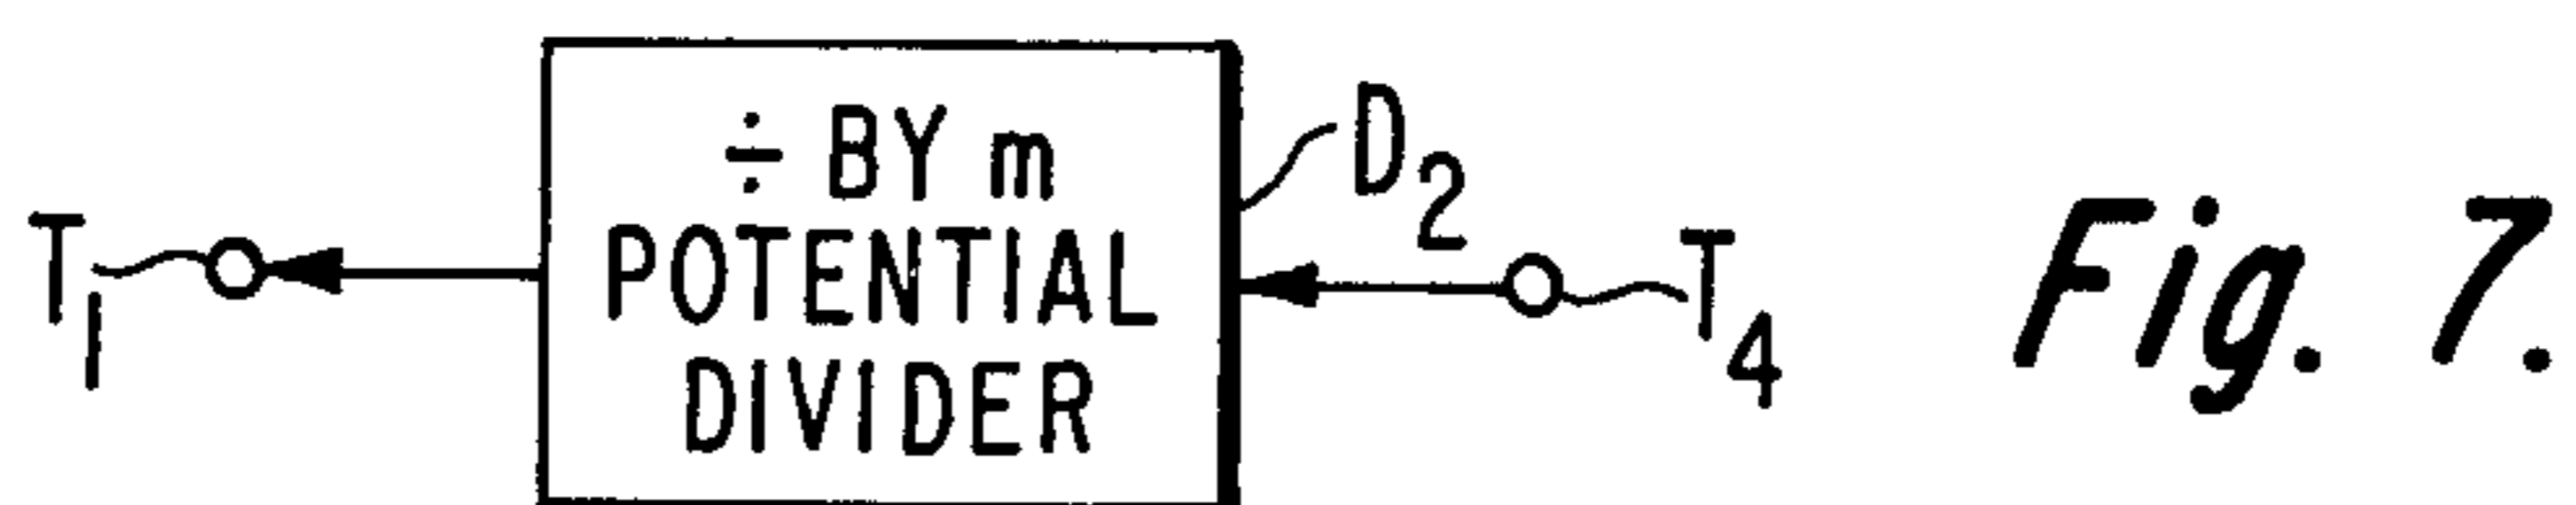 ÷ BY m
POTENTIAL
DIVIDER
D2
T1
T4
Fig. 7.